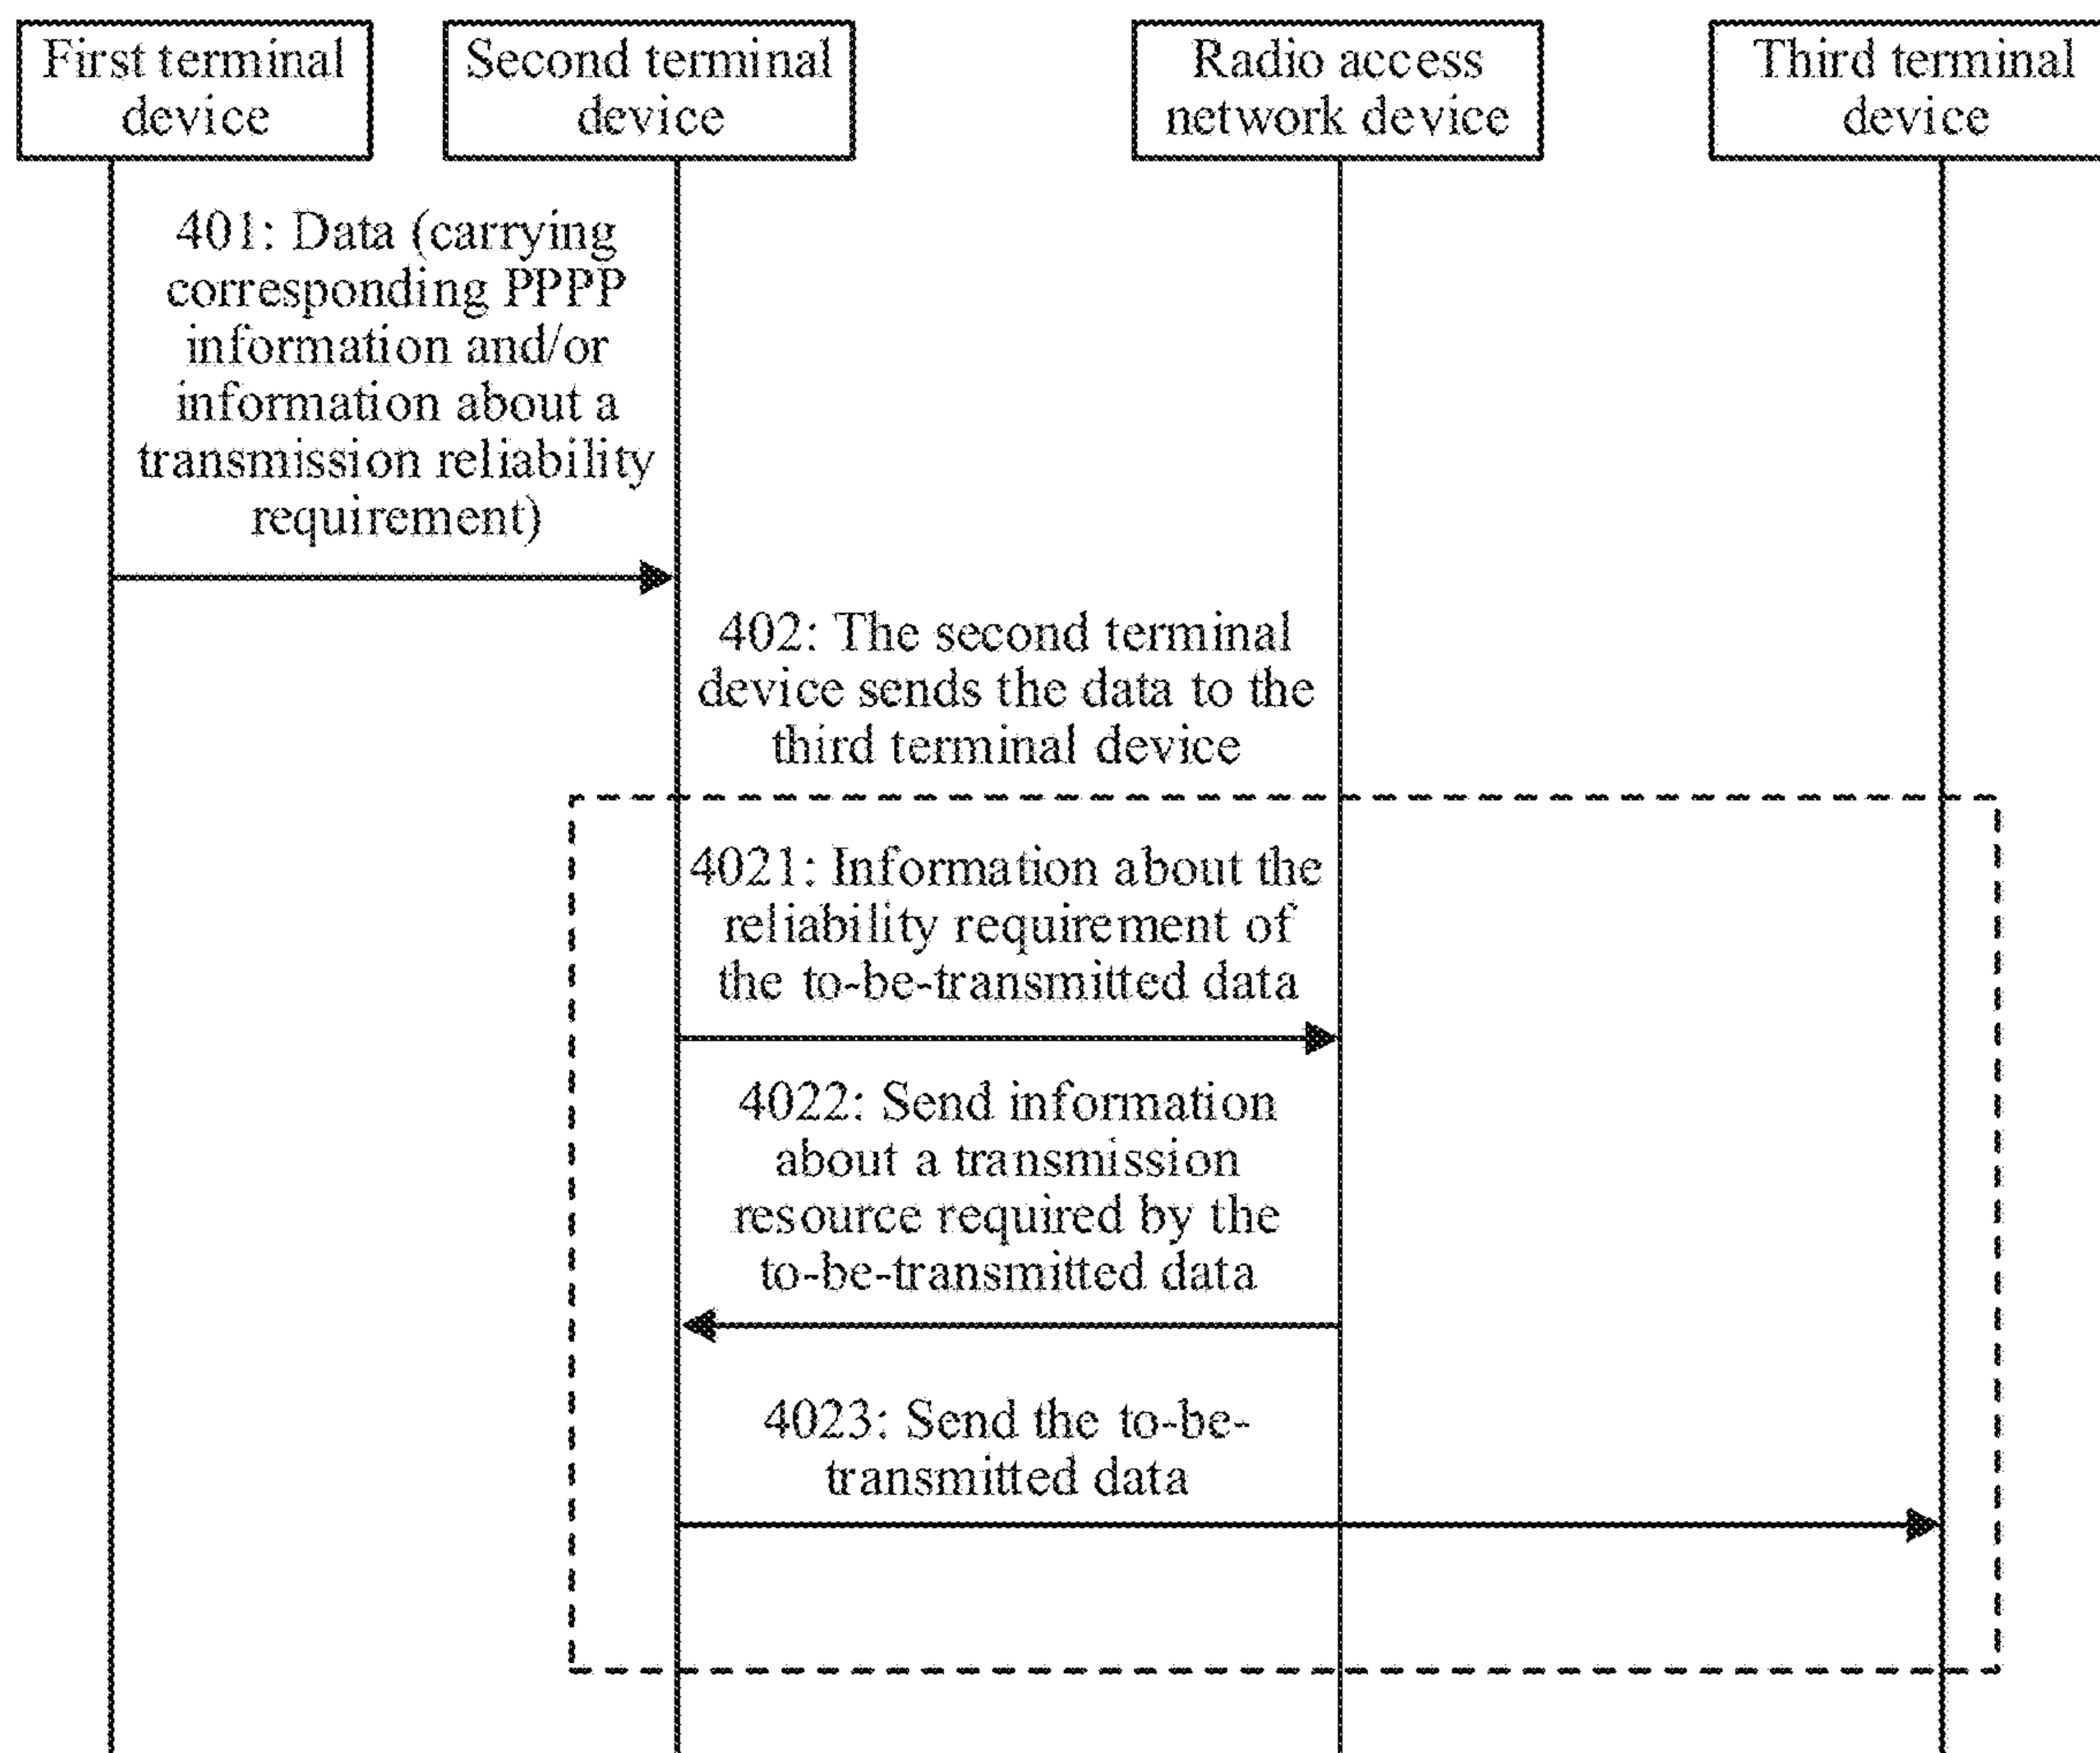 First terminal
device
Second terminal
device
Radio access
network device
Third terminal
device
401: Data (carrying
corresponding PPPP
information and/or
information about a
transmission reliability
requirement)
402: The second terminal
device sends the data to the
third terminal device
4021: Information about the
reliability requirement of
the to-be-transmitted data
4022: Send information
about a transmission
resource required by the
to-be-transmitted data
4023: Send the to-be-
transmitted data